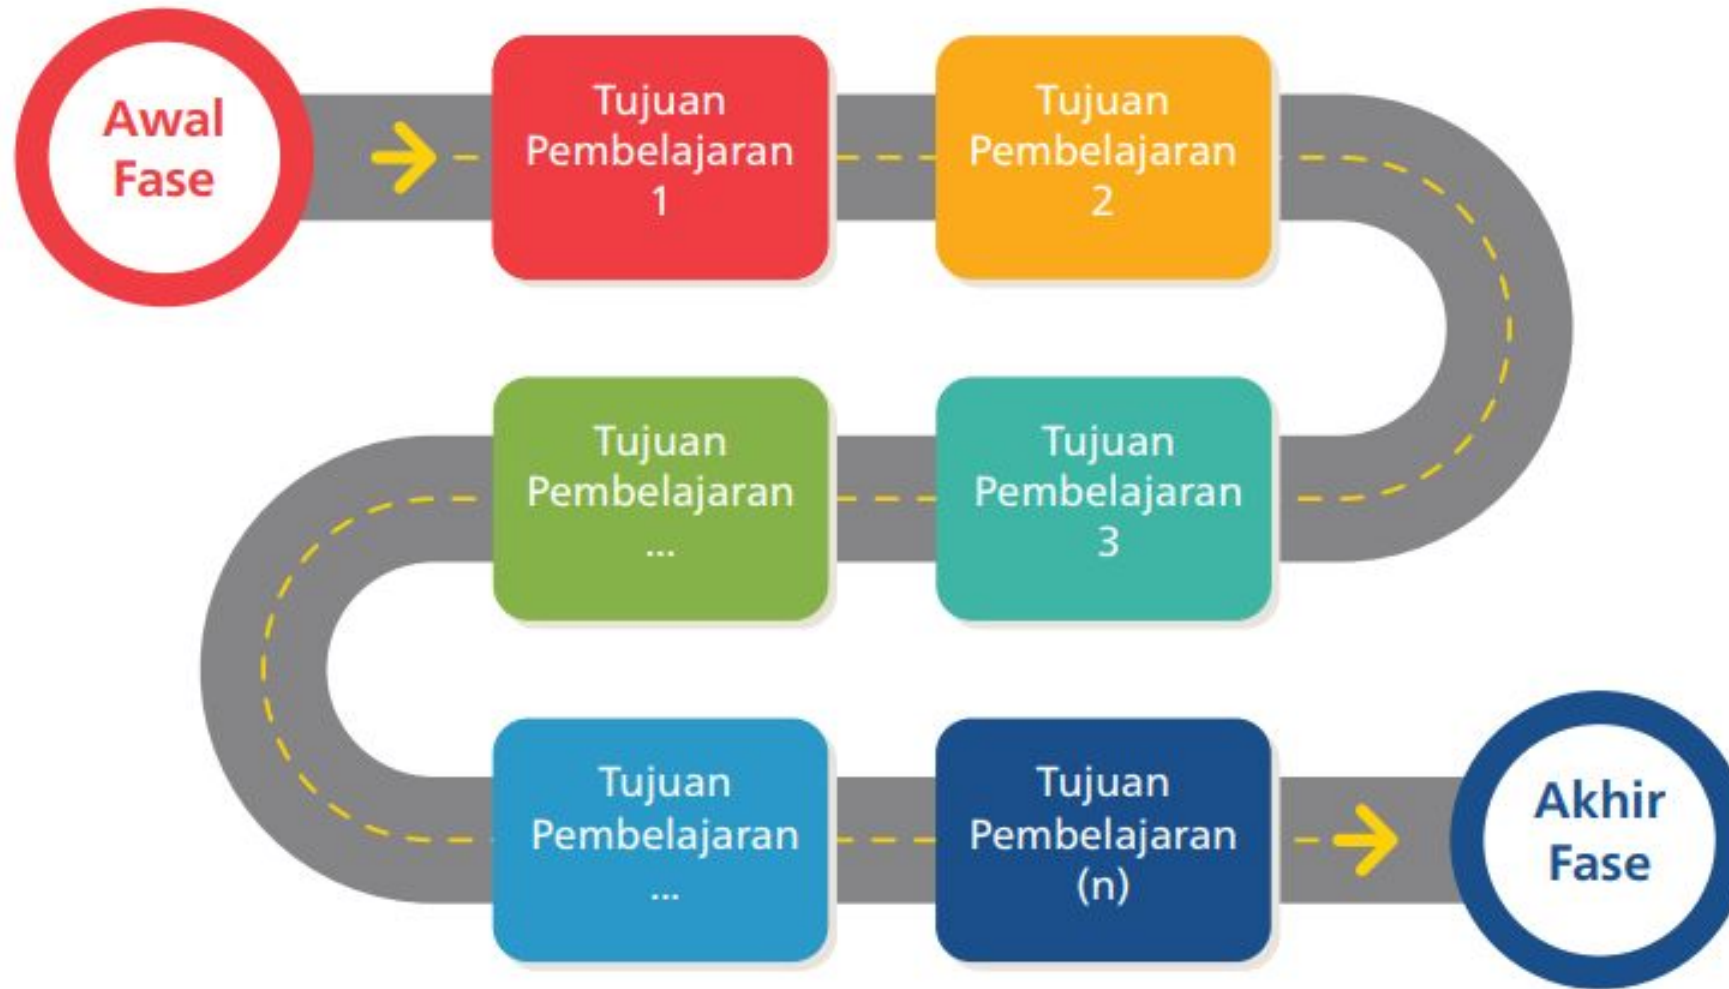 Awal
Fase
Tujuan
Pembelajaran
1
Tujuan
Pembelajaran
2
Tujuan
Pembelajaran
3
Tujuan
Pembelajaran
...
Tujuan
Pembelajaran
...
Tujuan
Pembelajaran
(n)
Akhir
Fase